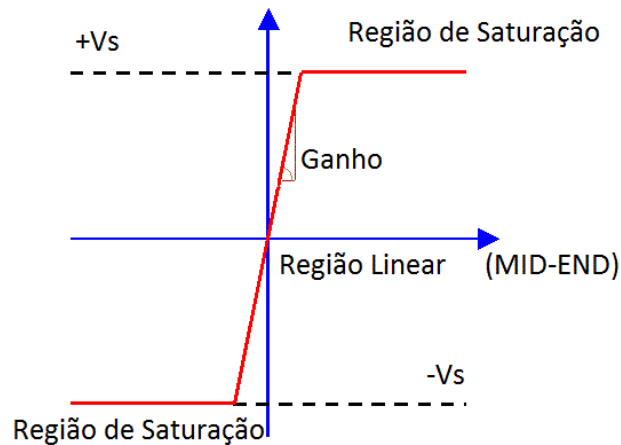 +Vs
Região de Saturação
Ganho
Região Linear
(MID-END)
-Vs
Região de Saturação